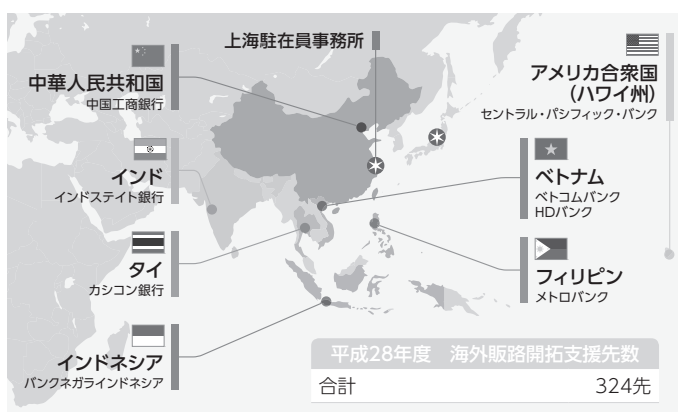 上海駐在員事務所
中華人民共和国
中国工商銀行
インド
インドステイト銀行
タイ
カシコン銀行
インドネシア
バンクネガラインドネシア
アメリカ合衆国
(ハワイ州)
セントラル・パシフィック・バンク
ベトナム
ベトコムバンク
HDバンク
フィリピン
メトロバンク
平成28年度 海外販路開拓支援先数
合計 324先